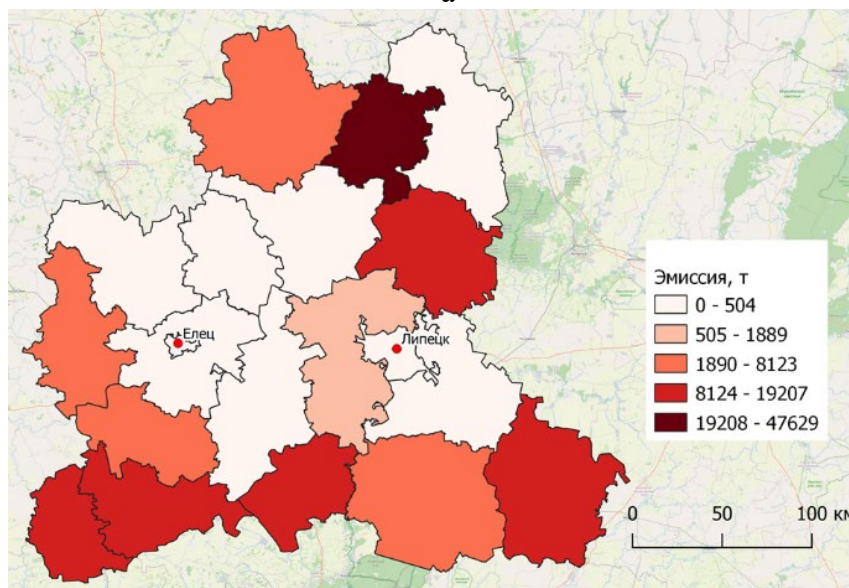 а
Эмиссия, т
0 - 504
505 - 1889
1890 - 8123
8124 - 19207
19208 - 47629
Елец
Липецк
0 50 100 км